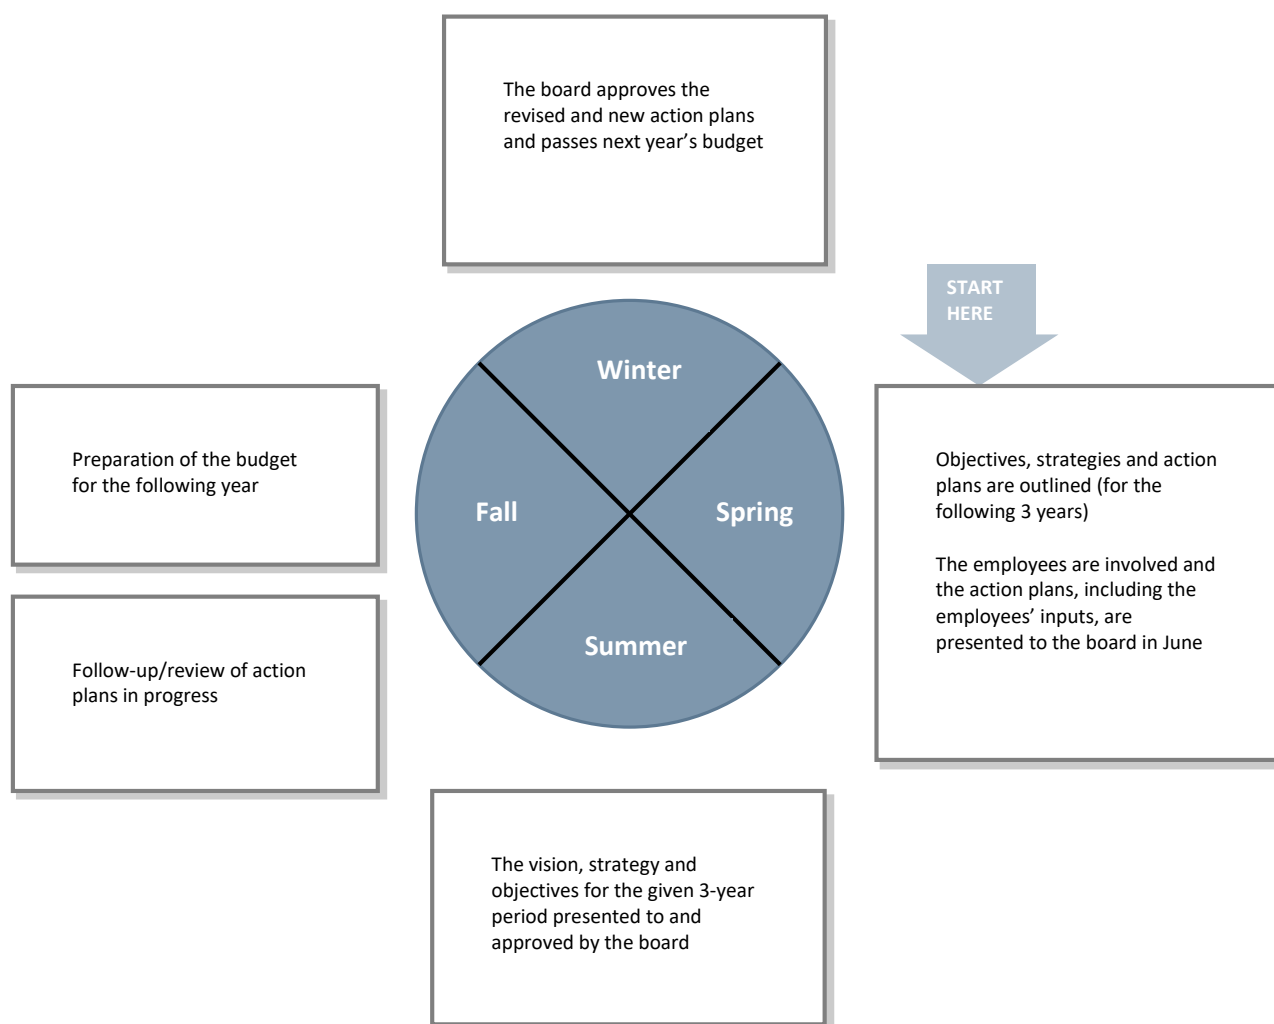 The board approves the
revised and new action plans
and passes next year’s budget
START
HERE
Winter
Preparation of the budget
for the following year
Fall
Spring
Objectives, strategies and action
plans are outlined (for the
following 3 years)
The employees are involved and
the action plans, including the
employees’ inputs, are
presented to the board in June
Summer
Follow-up/review of action
plans in progress
The vision, strategy and
objectives for the given 3-year
period presented to and
approved by the board